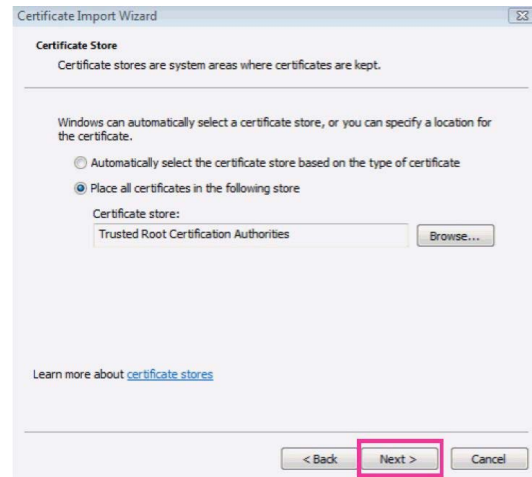 Certificate Import Wizard
Certificate Store
Certificate stores are system areas where certificates are kept.
Windows can automatically select a certificate store, or you can specify a location for
the certificate.
Automatically select the certificate store based on the type of certificate
Place all certificates in the following store
Certificate store:
Trusted Root Certification Authorities
Browse...
Learn more about certificate stores
< Back
Next >
Cancel